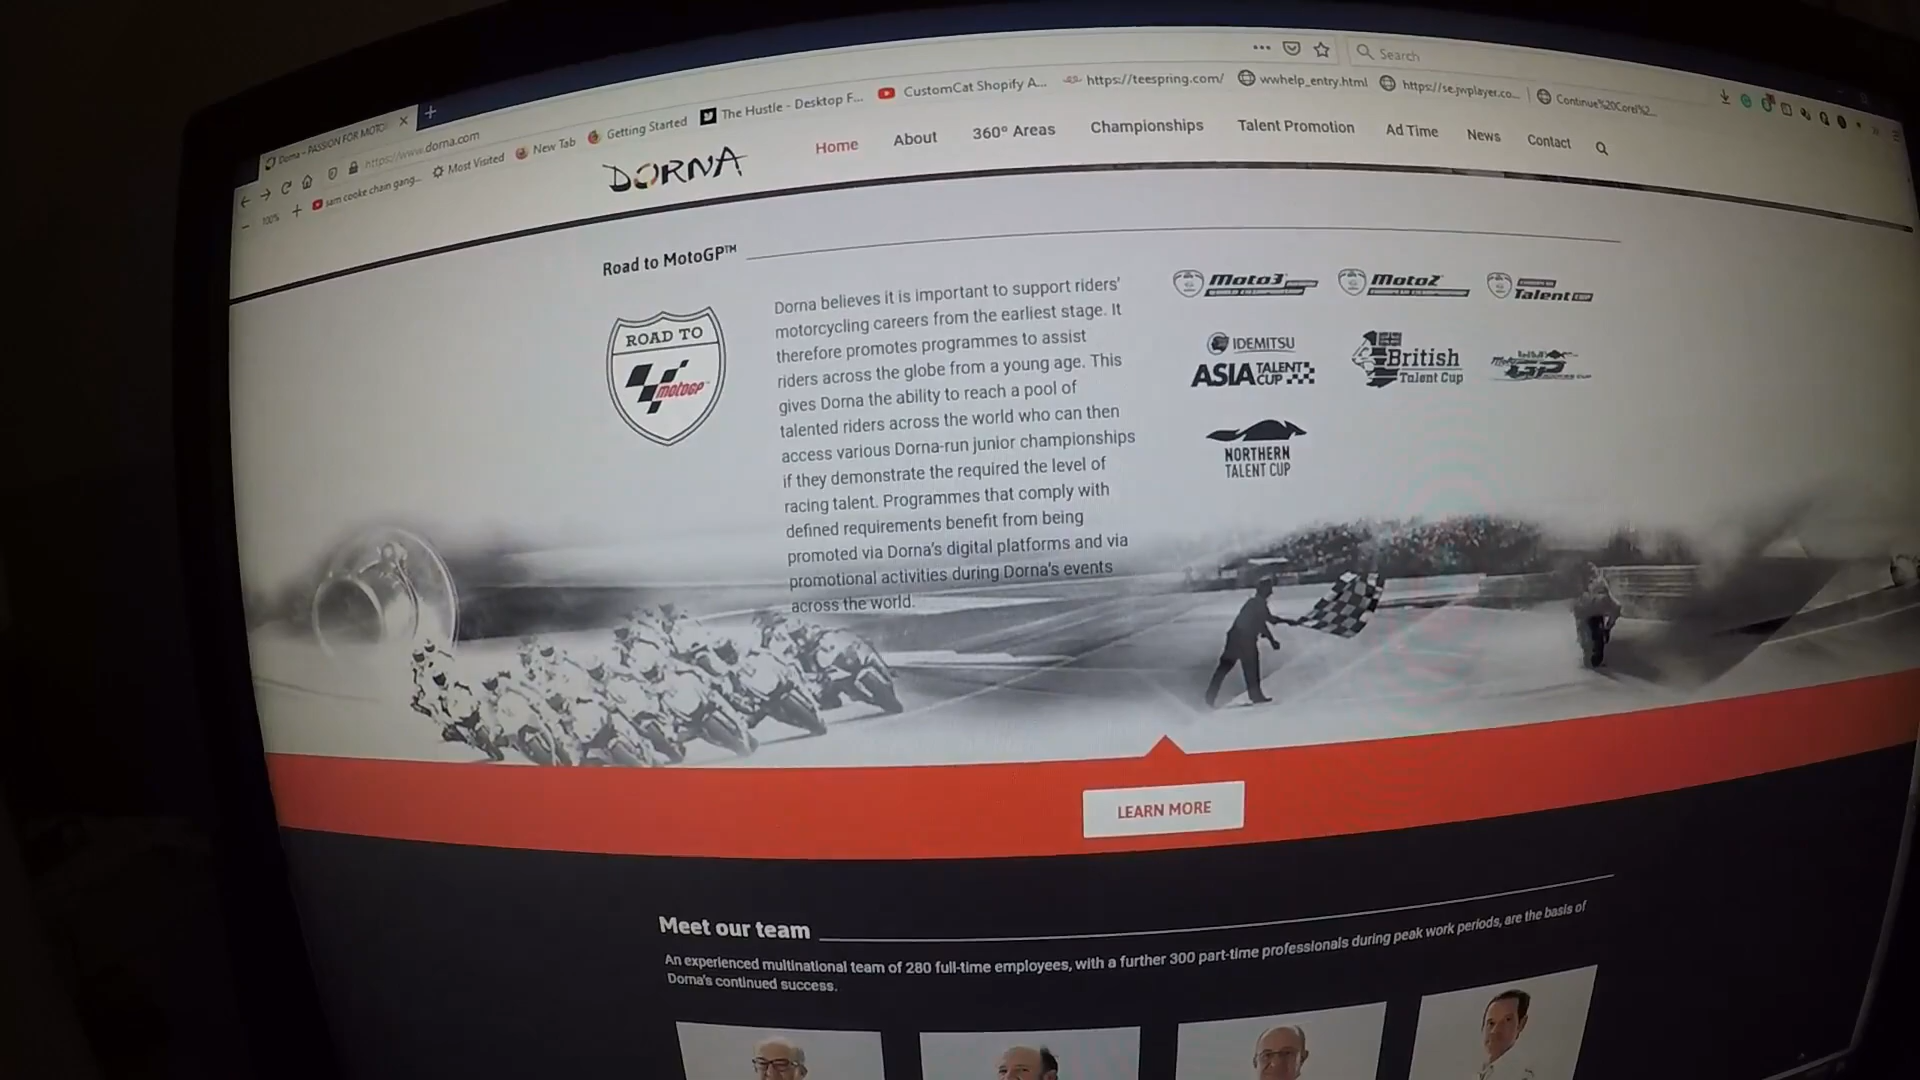 Dorna - PASSION FOR MOTO
https://www.dorna.com
Search
100%
sam cooke chain gang...
Most Visited
New Tab
Getting Started
The Hustle - Desktop F...
CustomCat Shopify A...
https://teespring.com/
wwhelp_entry.html
https://se.jwplayer.co...
Continue%20Corel%2...
DORNA
Home
About
360º Areas
Championships
Talent Promotion
Ad Time
News
Contact
Road to MotoGP™
ROAD TO
MotoGP™
Dorna believes it is important to support riders'
motorcycling careers from the earliest stage. It
therefore promotes programmes to assist
riders across the globe from a young age. This
gives Dorna the ability to reach a pool of
talented riders across the world who can then
access various Dorna-run junior championships
if they demonstrate the required the level of
racing talent. Programmes that comply with
defined requirements benefit from being
promoted via Dorna's digital platforms and via
promotional activities during Dorna's events
across the world.
Moto3
Moto2
Talent CUP
IDEMITSU
ASIA TALENT CUP
British
Talent Cup
NORTHERN
TALENT CUP
LEARN MORE
Meet our team
An experienced multinational team of 280 full-time employees, with a further 300 part-time professionals during peak work periods, are the basis of
Dorna's continued success.